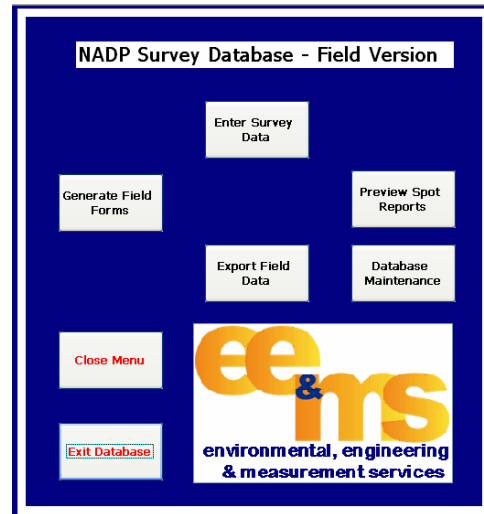 NADP Survey Database - Field Version
Enter Survey
Data
Generate Field
Forms
Preview Spot
Reports
Export Field
Data
Database
Maintenance
Close Menu
Exit Database
ee
&
ms
environmental, engineering
& measurement services